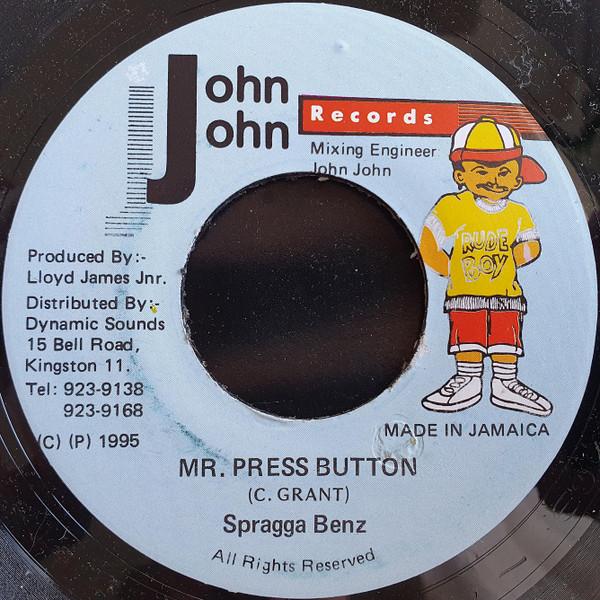 John
John
Records
Mixing Engineer
John John
RUDE
BOY
Produced By:-
Lloyd James Jnr.
Distributed By:-
Dynamic Sounds
15 Bell Road,
Kingston 11.
Tel: 923-9138
923-9168
(C) (P) 1995
MADE IN JAMAICA
MR. PRESS BUTTON
(C. GRANT)
Spragga Benz
All Rights Reserved